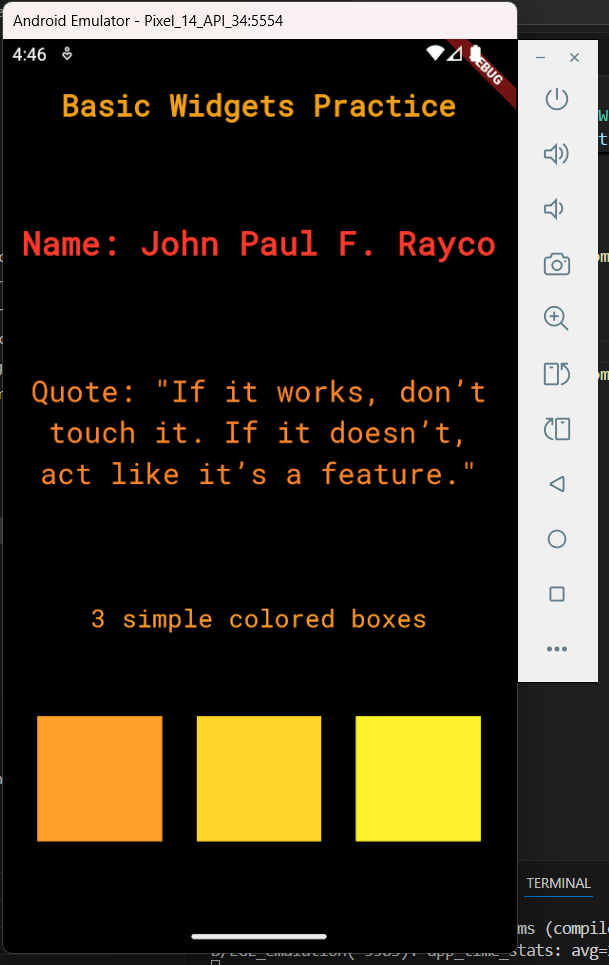 Android Emulator - Pixel_14_API_34:5554
4:46
DEBUG
Basic Widgets Practice
Name: John Paul F. Rayco
Quote: "If it works, don’t
touch it. If it doesn’t,
act like it’s a feature."
3 simple colored boxes
TERMINAL
ms (compile
app_time_stats: avg=